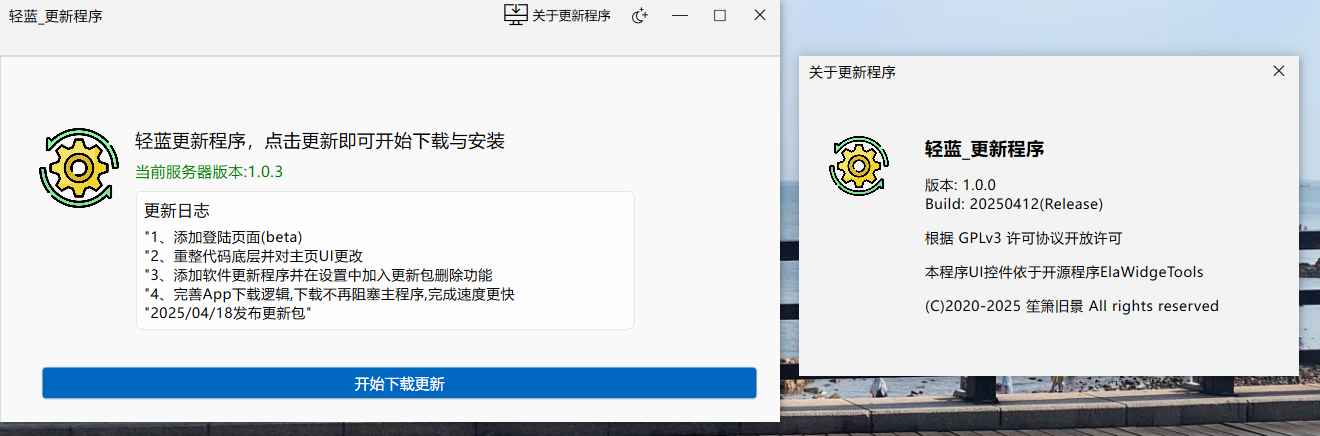 轻蓝_更新程序
关于更新程序
轻蓝更新程序，点击更新即可开始下载与安装
当前服务器版本:1.0.3
更新日志
"1、添加登陆页面(beta)
"2、重整代码底层并对主页UI更改
"3、添加软件更新程序并在设置中加入更新包删除功能
"4、完善App下载逻辑,下载不再阻塞主程序,完成速度更快
"2025/04/18发布更新包"
开始下载更新
关于更新程序
轻蓝_更新程序
版本: 1.0.0
Build: 20250412(Release)
根据 GPLv3 许可协议开放许可
本程序UI控件依于开源程序ElaWidgeTools
(C)2020-2025 笙箫旧景 All rights reserved